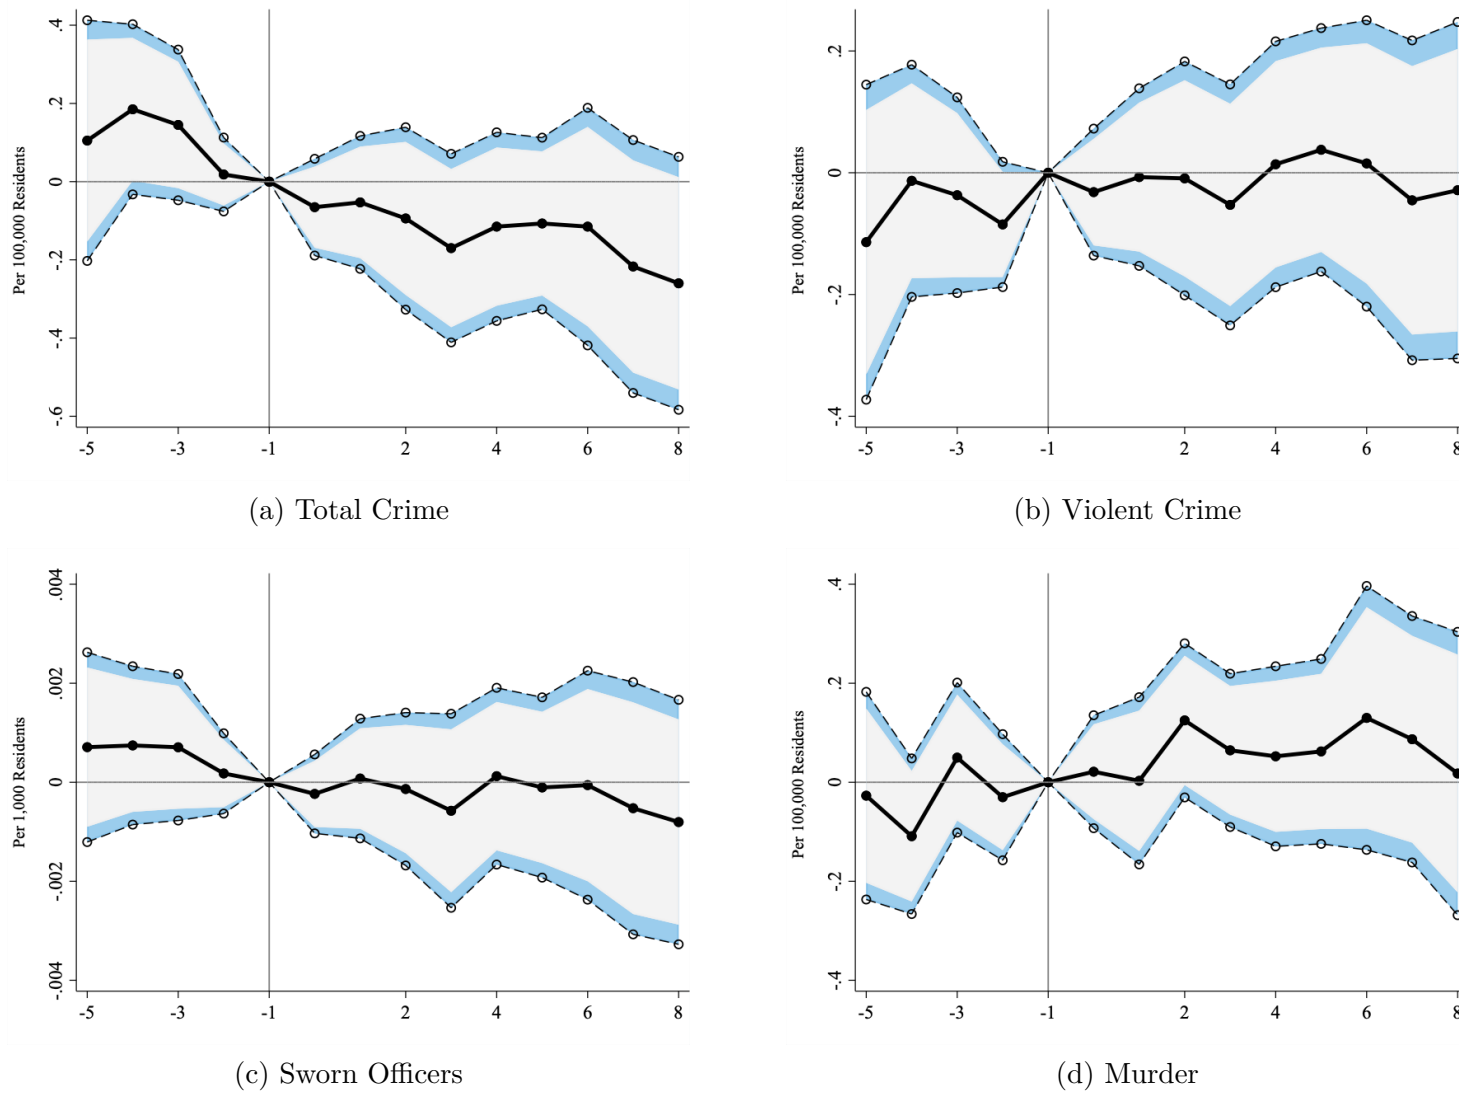 .4
.2
0
-.2
-.4
-.6
Per 100,000 Residents
-5 -3 -1 2 4 6 8
(a) Total Crime
.2
0
-.2
-.4
Per 100,000 Residents
-5 -3 -1 2 4 6 8
(b) Violent Crime
.004
.002
0
-.002
-.004
Per 1,000 Residents
-5 -3 -1 2 4 6 8
(c) Sworn Officers
.4
.2
0
-.2
-.4
Per 100,000 Residents
-5 -3 -1 2 4 6 8
(d) Murder